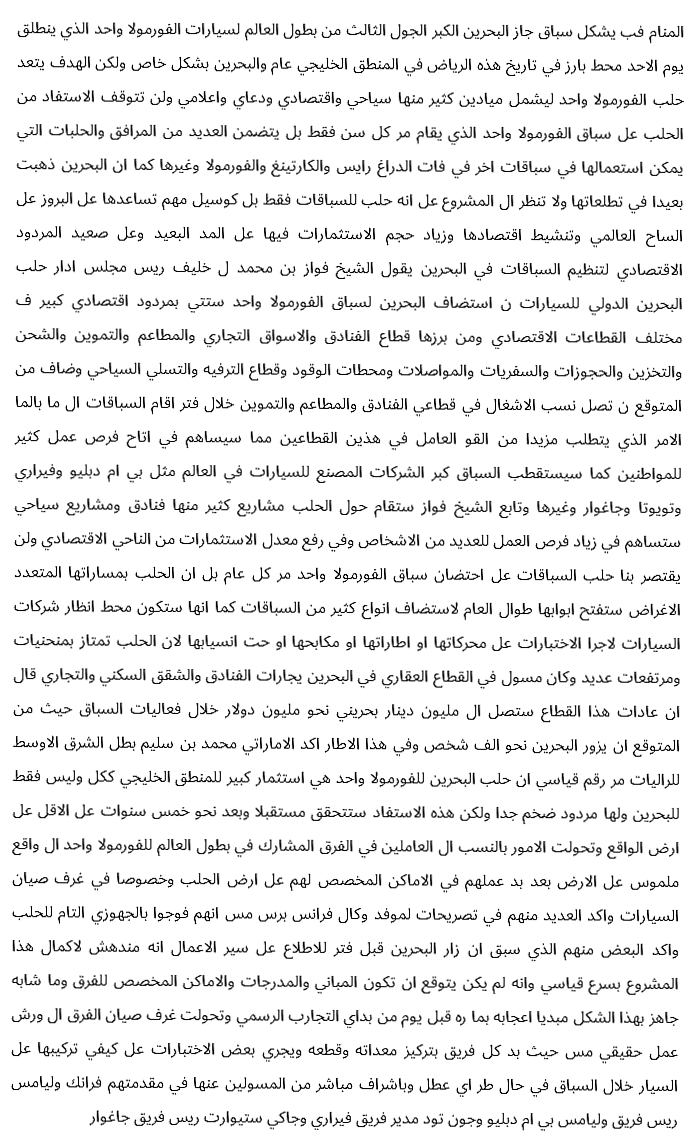 المنام فب يشكل سباق جاز البحرين الكبر الجول الثالث من بطول العالم لسيارات الفورمولا واحد الذي ينطلق
يوم الاحد محط بارز في تاريخ هذه الرياض في المنطق الخليجي عام والبحرين بشكل خاص ولكن الهدف يتعد
حلب الفورمولا واحد ليشمل ميادين كثير منها سياحي واقتصادي ودعاي واعلامي ولن تتوقف الاستفاد من
الحلب عل سباق الفورمولا واحد الذي يقام مر كل سن فقط بل يتضمن العديد من المرافق والحلبات التي
يمكن استعمالها في سباقات اخر في فات الدراغ رايس والكارتينغ والفورمولا وغيرها كما ان البحرين ذهبت
بعيدا في تطلعاتها ولا تنظر ال المشروع عل انه حلب للسباقات فقط بل كوسيل مهم تساعدها عل البروز عل
الساح العالمي وتنشيط اقتصادها وزياد حجم الاستثمارات فيها عل المد البعيد وعل صعيد المردود
الاقتصادي لتنظيم السباقات في البحرين يقول الشيخ فواز بن محمد ل خليف ريس مجلس ادار حلب
البحرين الدولي للسيارات ن استضاف البحرين لسباق الفورمولا واحد ستتي بمردود اقتصادي كبير ف
مختلف القطاعات الاقتصادي ومن برزها قطاع الفنادق والاسواق التجاري والمطاعم والتموين والشحن
والتخزين والحجوزات والسفريات والمواصلات ومحطات الوقود وقطاع الترفيه والتسلي السياحي وضاف من
المتوقع ن تصل نسب الاشغال في قطاعي الفنادق والمطاعم والتموين خلال فتر اقام السباقات ال ما بالما
الامر الذي يتطلب مزيدا من القو العامل في هذين القطاعين مما سيساهم في اتاح فرص عمل كثير
للمواطنين كما سيستقطب السباق كبر الشركات المصنع للسيارات في العالم مثل بي ام دبليو وفيراري
وتويوتا وجاغوار وغيرها وتابع الشيخ فواز ستقام حول الحلب مشاريع كثير منها فنادق ومشاريع سياحي
ستساهم في زياد فرص العمل للعديد من الاشخاص وفي رفع معدل الاستثمارات من الناحي الاقتصادي ولن
يقتصر بنا حلب السباقات عل احتضان سباق الفورمولا واحد مر كل عام بل ان الحلب بمساراتها المتعدد
الاغراض ستفتح ابوابها طوال العام لاستضاف انواع كثير من السباقات كما انها ستكون محط انظار شركات
السيارات لاجرا الاختبارات عل محركاتها او اطاراتها او مكابحها او حت انسيابها لان الحلب تمتاز بمنحنيات
ومرتفعات عديد وكان مسول في القطاع العقاري في البحرين يجارات الفنادق والشقق السكني والتجاري قال
ان عادات هذا القطاع ستصل ال مليون دينار بحريني نحو مليون دولار خلال فعاليات السباق حيث من
المتوقع ان يزور البحرين نحو الف شخص وفي هذا الاطار اكد الاماراتي محمد بن سليم بطل الشرق الاوسط
للراليات مر رقم قياسي ان حلب البحرين للفورمولا واحد هي استثمار كبير للمنطق الخليجي ككل وليس فقط
للبحرين ولها مردود ضخم جدا ولكن هذه الاستفاد ستتحقق مستقبلا وبعد نحو خمس سنوات عل الاقل عل
ارض الواقع وتحولت الامور بالنسب ال العاملين في الفرق المشارك في بطول العالم للفورمولا واحد ال واقع
ملموس عل الارض بعد بد عملهم في الاماكن المخصص لهم عل ارض الحلب وخصوصا في غرف صيان
السيارات واكد العديد منهم في تصريحات لموفد وكال فرانس برس مس انهم فوجوا بالجهوزي التام للحلب
واكد البعض منهم الذي سبق ان زار البحرين قبل فتر للاطلاع عل سير الاعمال انه مندهش لاكمال هذا
المشروع بسرع قياسي وانه لم يكن يتوقع ان تكون المباني والمدرجات والاماكن المخصص للفرق وما شابه
جاهز بهذا الشكل مبديا اعجابه بما ره قبل يوم من بداي التجارب الرسمي وتحولت غرف صيان الفرق ال ورش
عمل حقيقي مس حيث بد كل فريق بتركيز معداته وقطعه ويجري بعض الاختبارات عل كيفي تركيبها عل
السيار خلال السباق في حال طر اي عطل وباشراف مباشر من المسولين عنها في مقدمتهم فرانك وليامس
ريس فريق وليامس بي ام دبليو وجون تود مدير فريق فيراري وجاكي ستيوارت ريس فريق جاغوار